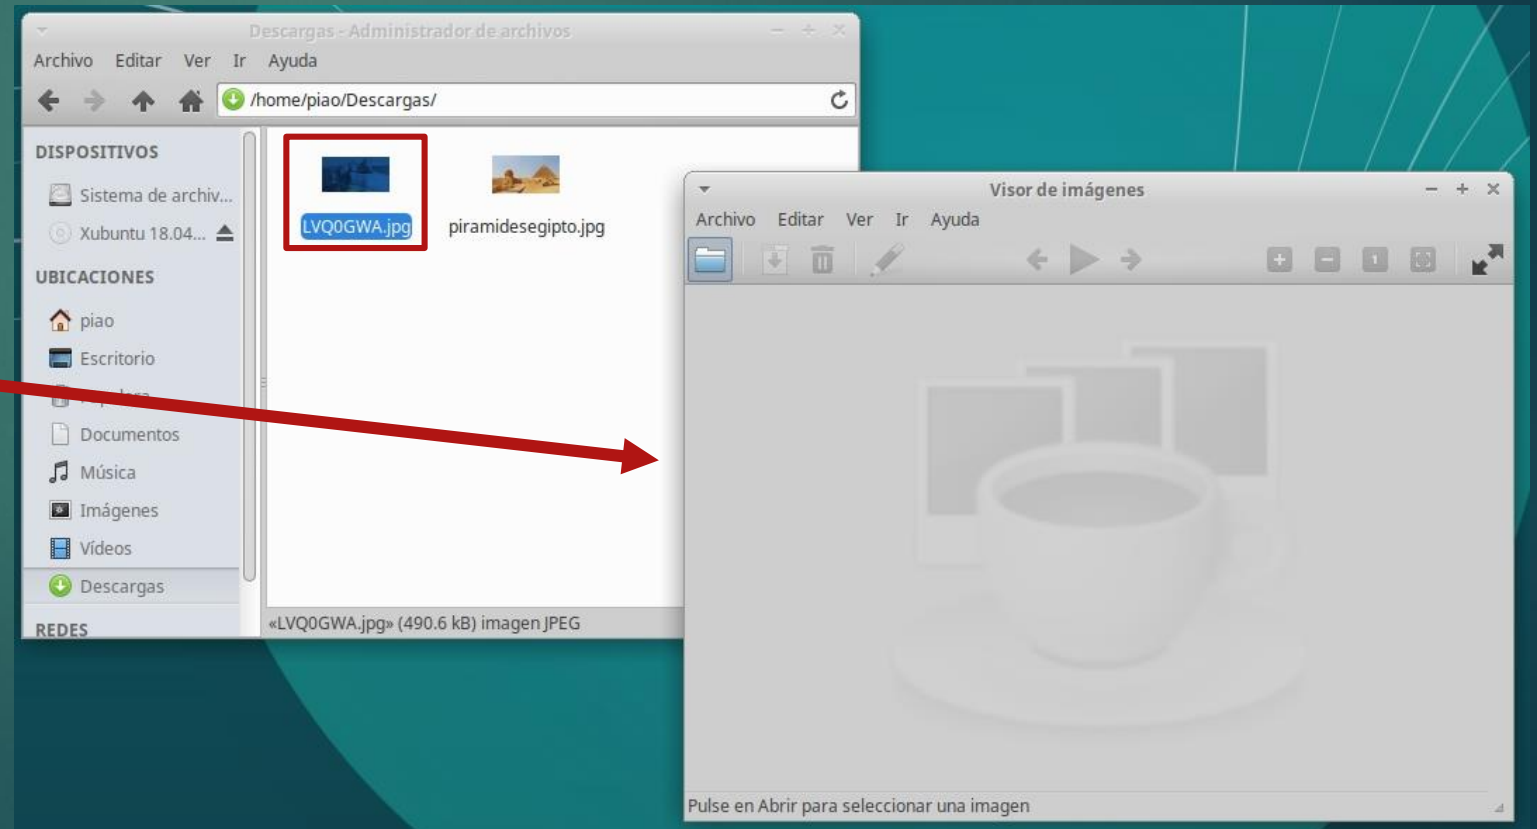 Descargas - Administrador de archivos
Archivo Editar Ver Ir Ayuda
/home/piao/Descargas/
DISPOSITIVOS
Sistema de archiv...
Xubuntu 18.04...
UBICACIONES
piao
Escritorio
Documentos
Música
Imágenes
Vídeos
Descargas
REDES
LVQ0GWA.jpg
piramidesegipto.jpg
«LVQ0GWA.jpg» (490.6 kB) imagen JPEG
Visor de imágenes
Archivo Editar Ver Ir Ayuda
1
Pulse en Abrir para seleccionar una imagen